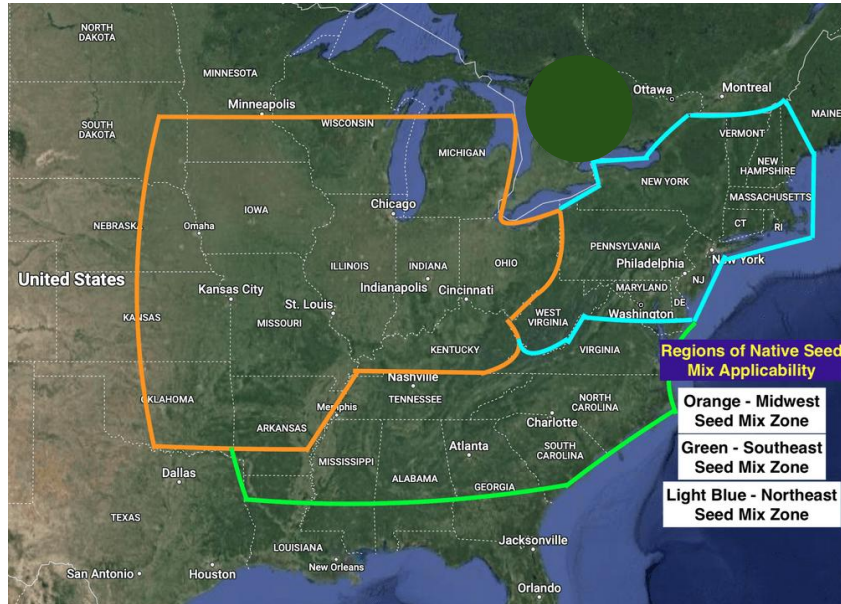 NORTH
DAKOTA
MINNESOTA
Ottawa
Montreal
Minneapolis
MAINE
SOUTH
DAKOTA
WISCONSIN
VERMONT
MICHIGAN
NEW
HAMPSHIRE
NEW YORK
MASSACHUSETTS
Chicago
IOWA
NEBRASKA
Omaha
CT
RI
PENNSYLVANIA
New York
OHIO
ILLINOIS
INDIANA
Philadelphia
United States
Indianapolis
MARYLAND
NJ
Kansas City
Cincinnati
DE
St. Louis
WEST
VIRGINIA
Washington
KANSAS
MISSOURI
KENTUCKY
VIRGINIA
Regions of Native Seed
Mix Applicability
Nashville
OKLAHOMA
TENNESSEE
NORTH
CAROLINA
Orange - Midwest
Seed Mix Zone
Memphis
Charlotte
ARKANSAS
Atlanta
SOUTH
CAROLINA
Green - Southeast
Seed Mix Zone
MISSISSIPPI
Dallas
ALABAMA
GEORGIA
Light Blue - Northeast
Seed Mix Zone
TEXAS
LOUISIANA
Jacksonville
San Antonio
Houston
New Orleans
Orlando